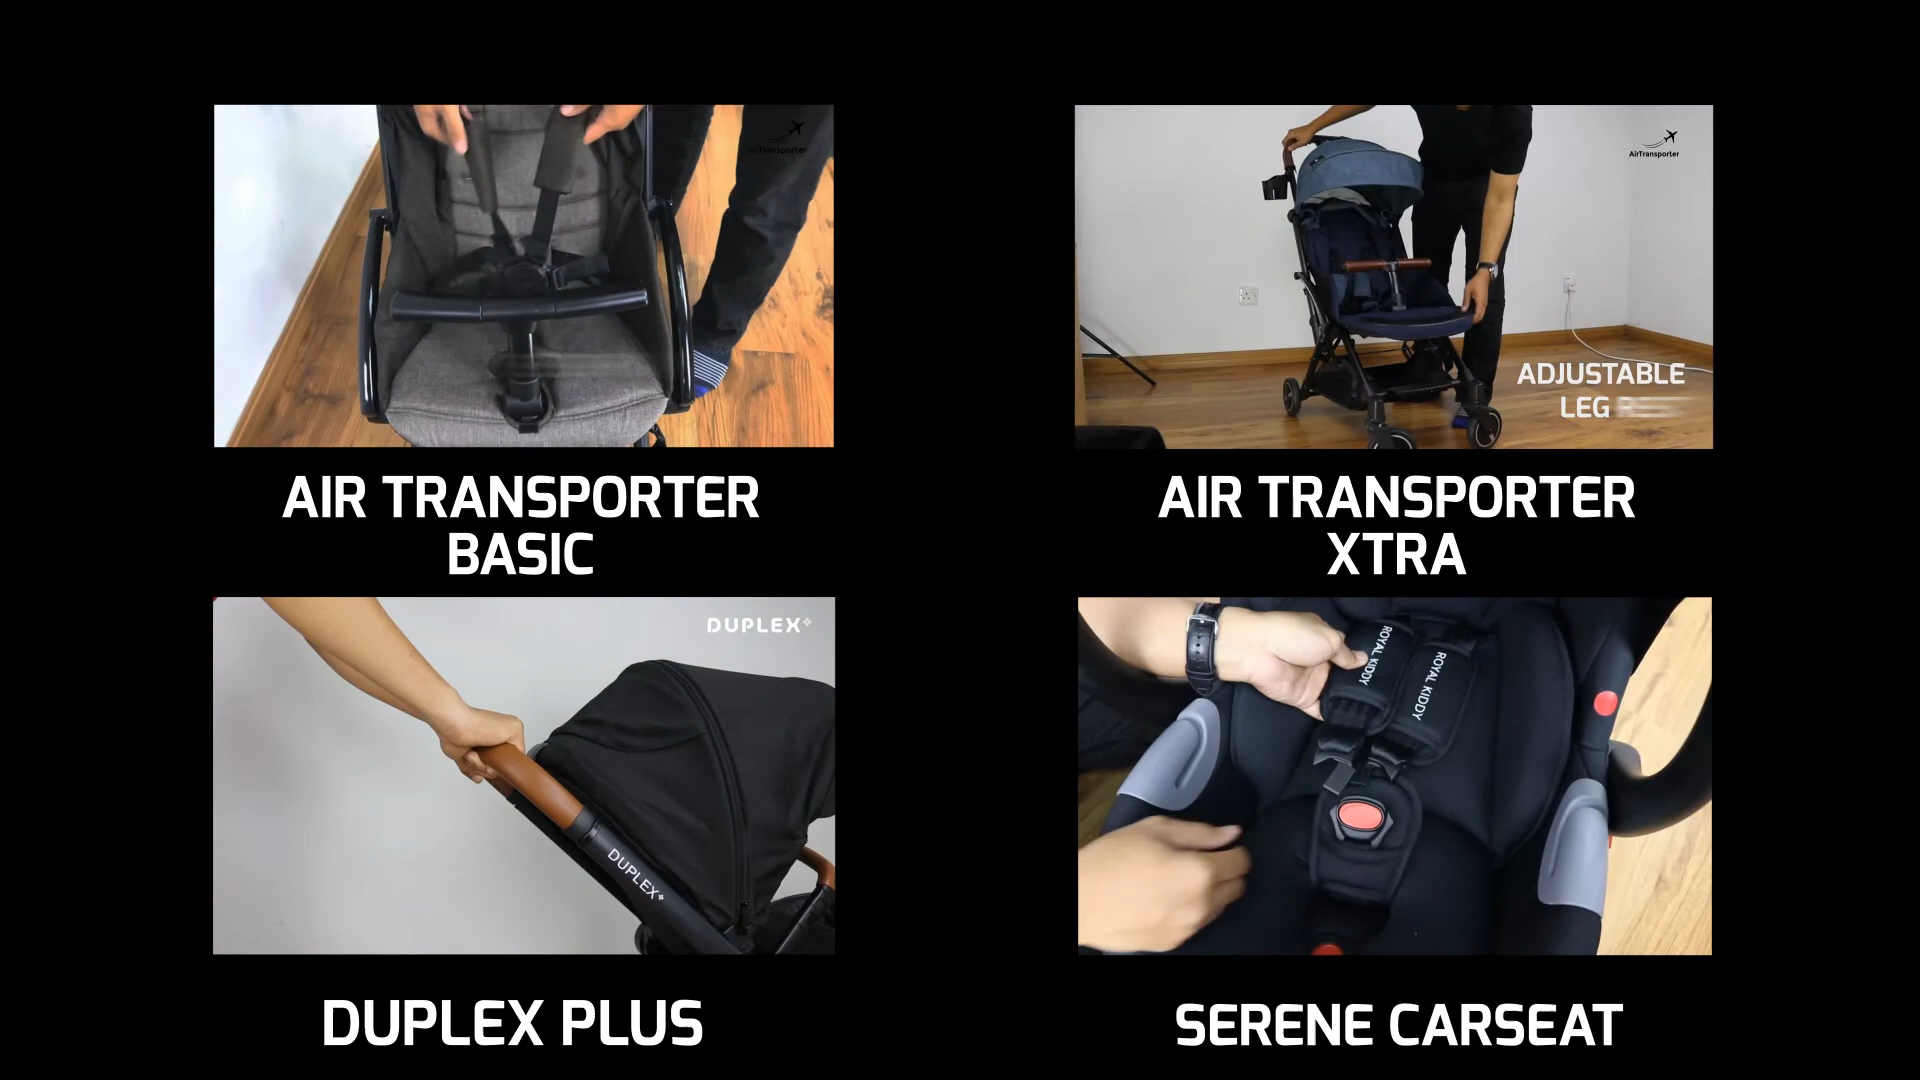 AirTransporter
AIR TRANSPORTER
BASIC
AirTransporter
ADJUSTABLE
LEG
AIR TRANSPORTER
XTRA
DUPLEX+
DUPLEX+
DUPLEX PLUS
ROYAL KIDDY
ROYAL KIDDY
SERENE CARSEAT